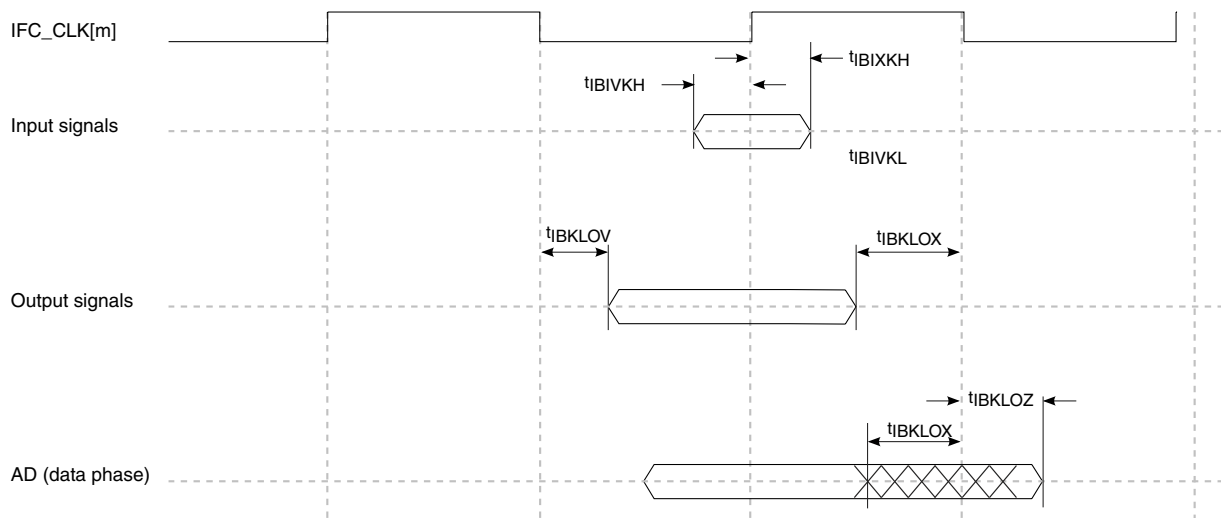 IFC_CLK[m]
tIBIXKH
tIBIVKH
Input signals
tIBIVKL
tIBKLOV
tIBKLOX
Output signals
tIBKLOZ
tIBKLOX
AD (data phase)